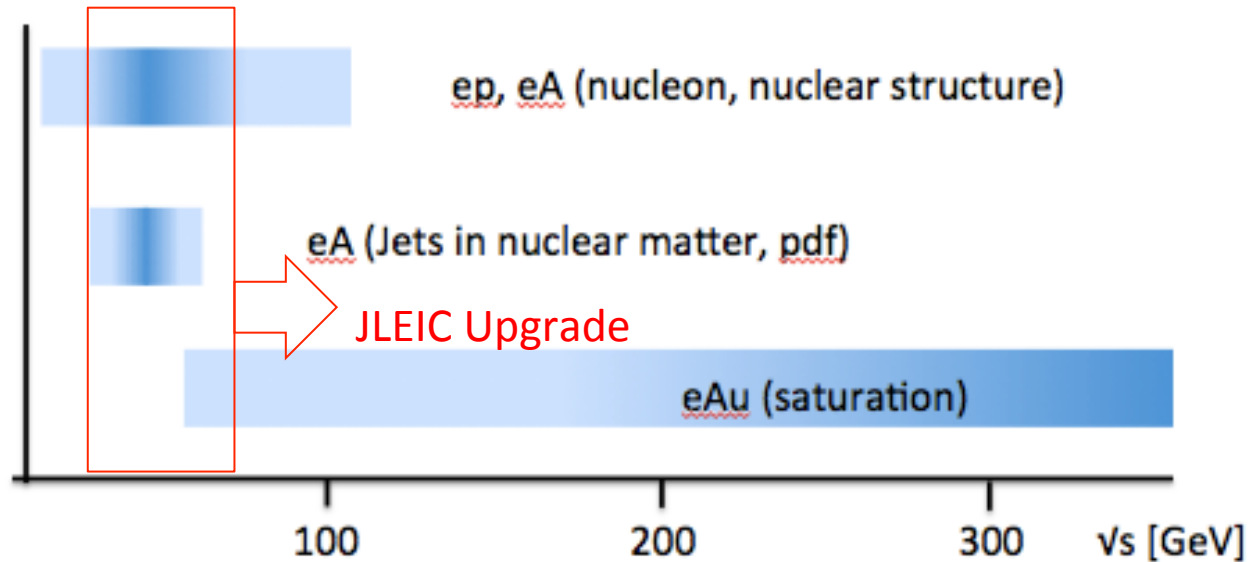 ep, eA (nucleon, nuclear structure)
eA (Jets in nuclear matter, pdf)
JLEIC Upgrade
eAu (saturation)
100 200 300 √s [GeV]